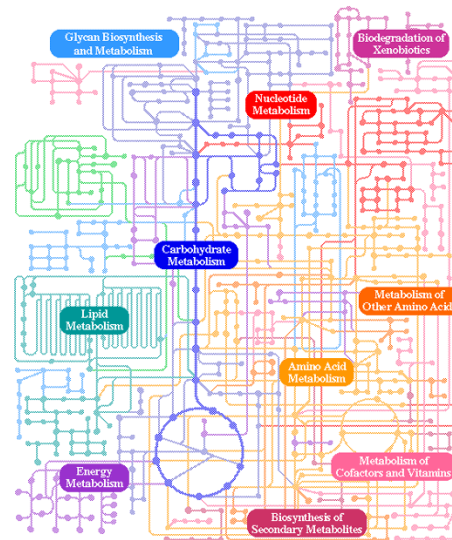 Glycan Biosynthesis
and Metabolism
Biodegradation of
Xenobiotics
Nucleotide
Metabolism
Carbohydrate
Metabolism
Metabolism of
Other Amino Acid
Lipid
Metabolism
Amino Acid
Metabolism
Metabolism of
Cofactors and Vitamins
Energy
Metabolism
Biosynthesis of
Secondary Metabolites